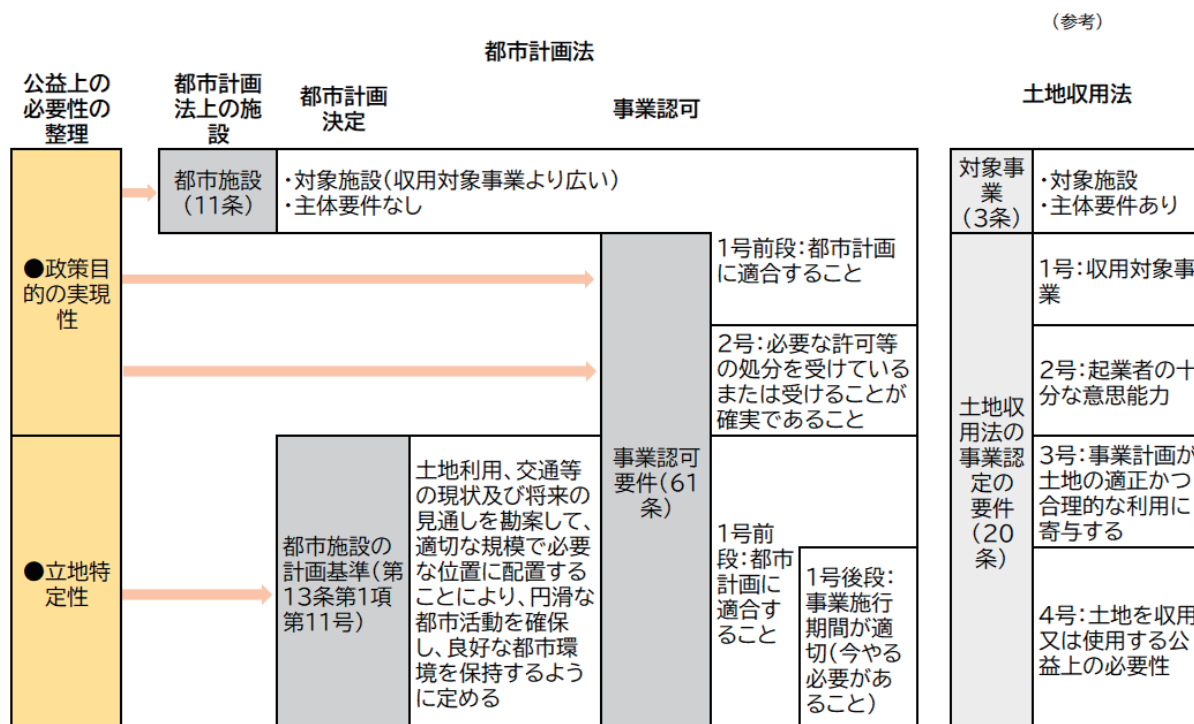 （参考）
都市計画法
公益上の
必要性の
整理
都市計画
法上の施
設
都市計画
決定
事業認可
土地収用法
●政策目
的の実現
性
都市施設
（11条）
・対象施設（収用対象事業より広い）
・主体要件なし
1号前段：都市計画
に適合すること
2号：必要な許可等
の処分を受けている
または受けることが
確実であること
●立地特
定性
都市施設の
計画基準（第
13条第1項
第11号）
土地利用、交通等
の現状及び将来の
見通しを勘案して、
適切な規模で必要
な位置に配置する
ことにより、円滑な
都市活動を確保
し、良好な都市環
境を保持するよう
に定める
事業認可
要件（61
条）
1号前
段：都市
計画に
適合す
ること
1号後段：
事業施行
期間が適
切（今やる
必要があ
ること）
対象事
業
（3条）
・対象施設
・主体要件あり
土地収
用法の
事業認
定の
要件
（20
条）
1号：収用対象事
業
2号：起業者の十
分な意思能力
3号：事業計画が
土地の適正かつ
合理的な利用に
寄与する
4号：土地を収用
又は使用する公
益上の必要性